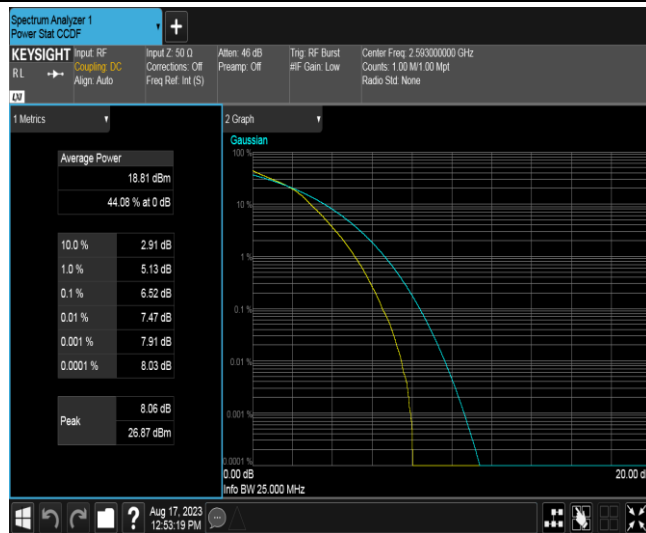 Spectrum Analyzer 1
Power Stat CCDF
+
KEYSIGHT
RL
LXI
Input: RF
Coupling: DC
Align: Auto
Input Z: 50 Ω
Corrections: Off
Freq Ref: Int (S)
Atten: 46 dB
Preamp: Off
Trig: RF Burst
#IF Gain: Low
Center Freq: 2.593000000 GHz
Counts: 1.00 M/1.00 Mpt
Radio Std: None
1 Metrics
Average Power
18.81 dBm
44.08 % at 0 dB
10.0 % 2.91 dB
1.0 % 5.13 dB
0.1 % 6.52 dB
0.01 % 7.47 dB
0.001 % 7.91 dB
0.0001 % 8.03 dB
Peak
8.06 dB
26.87 dBm
2 Graph
Gaussian
100 %
10 %
1 %
0.1 %
0.01 %
0.001 %
0.0001 %
0.00 dB 20.00 d
Info BW 25.000 MHz
? Aug 17, 2023
12:53:19 PM